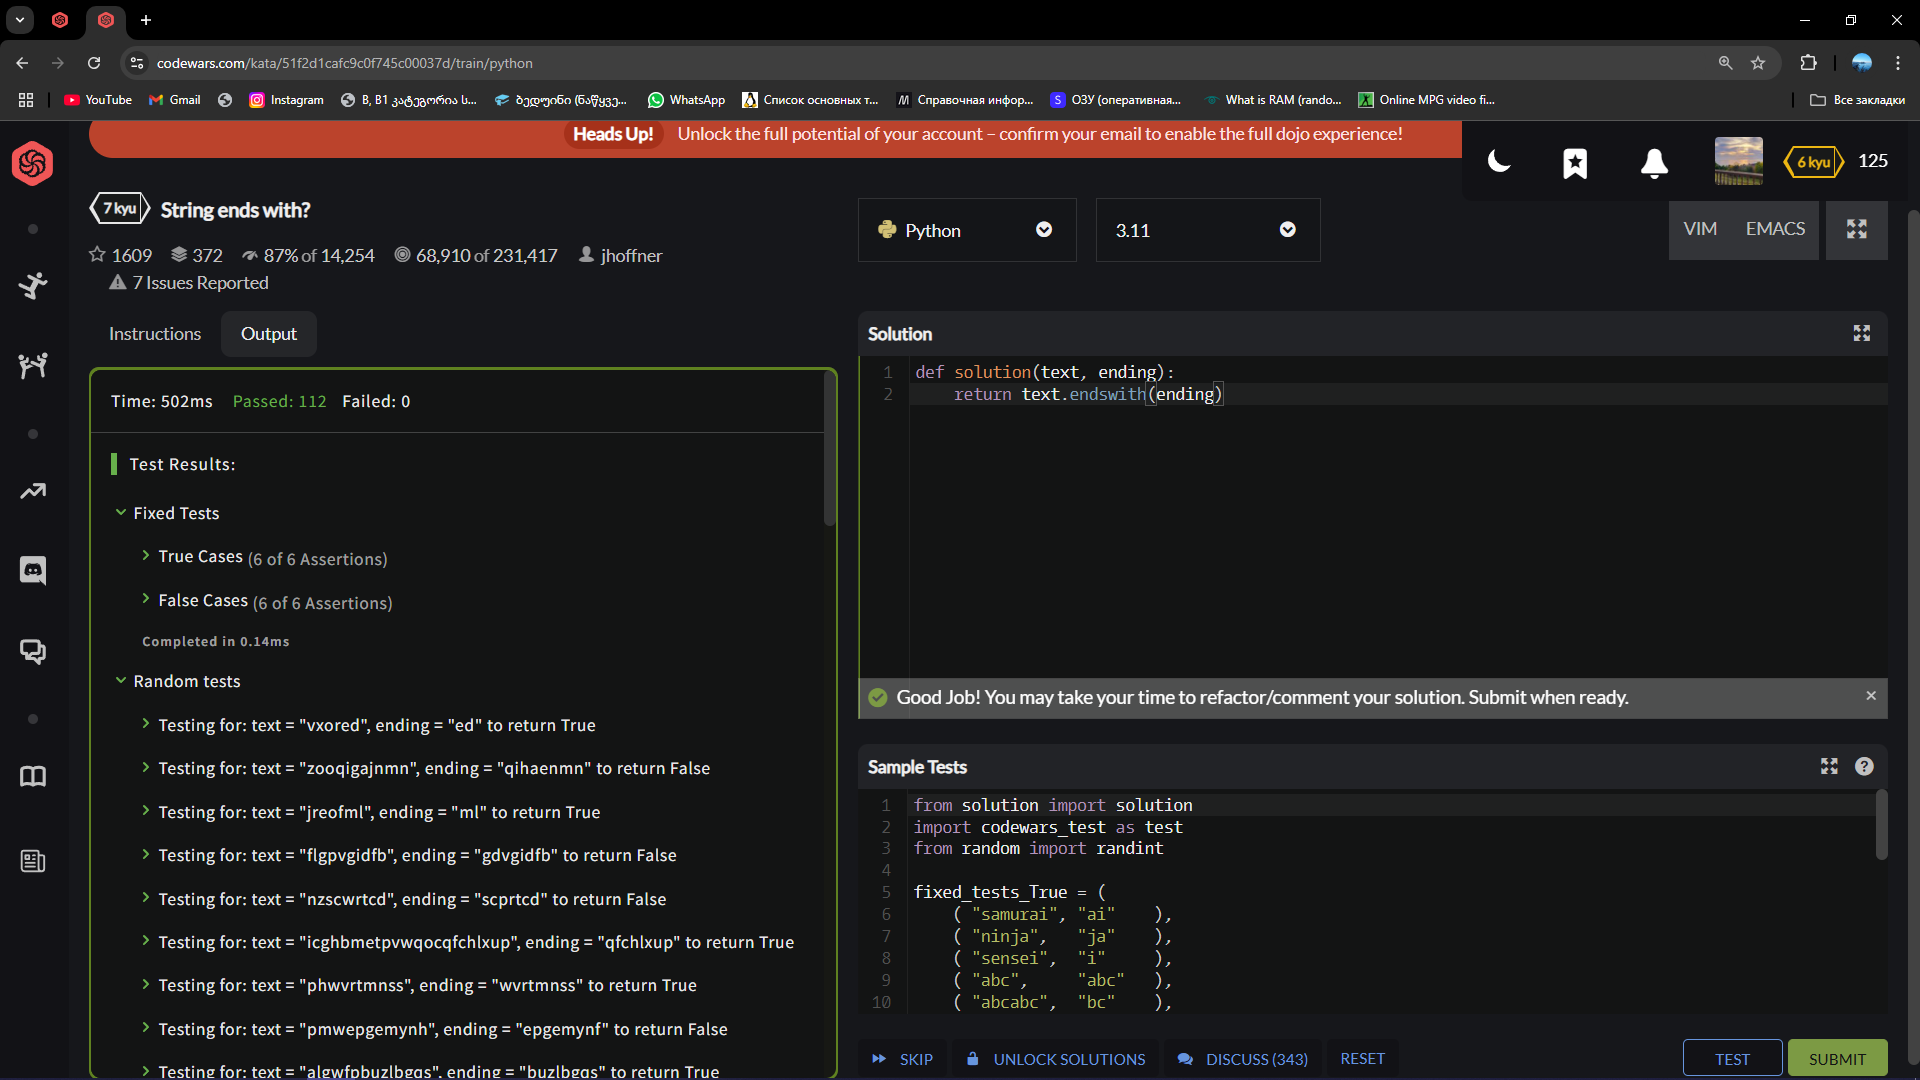 codewars.com/kata/51f2d1cafc9c0f745c00037d/train/python
YouTube
Gmail
Instagram
B, B1 კატეგორია ს...
ბედუინი (ნაწყვე...
WhatsApp
Список основных т...
Справочная инфор...
ОЗУ (оперативная...
What is RAM (rando...
Online MPG video fi...
Все закладки
Heads Up! Unlock the full potential of your account – confirm your email to enable the full dojo experience!
6 kyu 125
7 kyu String ends with?
1609 372 87% of 14,254 68,910 of 231,417 jhoffner
7 Issues Reported
Python
3.11
VIM EMACS
Instructions Output
Time: 502ms Passed: 112 Failed: 0
Test Results:
Fixed Tests
True Cases (6 of 6 Assertions)
False Cases (6 of 6 Assertions)
Completed in 0.14ms
Random tests
Testing for: text = "vxored", ending = "ed" to return True
Testing for: text = "zooqigajnmn", ending = "qihaenmn" to return False
Testing for: text = "jreofml", ending = "ml" to return True
Testing for: text = "flgpvgidfb", ending = "gdvgidfb" to return False
Testing for: text = "nzscwrtcd", ending = "scprtcd" to return False
Testing for: text = "icghbmetpvwqocqfchlxup", ending = "qfchlxup" to return True
Testing for: text = "phwvrtmnss", ending = "wvrtmnss" to return True
Testing for: text = "pmwepgemynh", ending = "epgemynf" to return False
Testing for: text = "algwfpbuzlbgqs", ending = "buzlbgqs" to return True
Solution
1 def solution(text, ending):
2 return text.endswith(ending)
Good Job! You may take your time to refactor/comment your solution. Submit when ready.
Sample Tests
1 from solution import solution
2 import codewars_test as test
3 from random import randint
4
5 fixed_tests_True = (
6 ( "samurai", "ai" ),
7 ( "ninja", "ja" ),
8 ( "sensei", "i" ),
9 ( "abc", "abc" ),
10 ( "abcabc", "bc" ),
SKIP
UNLOCK SOLUTIONS
DISCUSS (343)
RESET
TEST
SUBMIT